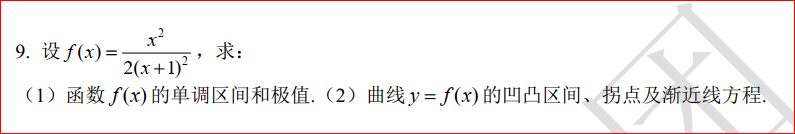 9. 设 f(x) = x²/(2(x+1)²) ，求：
（1）函数 f(x) 的单调区间和极值.（2）曲线 y = f(x) 的凹凸区间、拐点及渐近线方程.